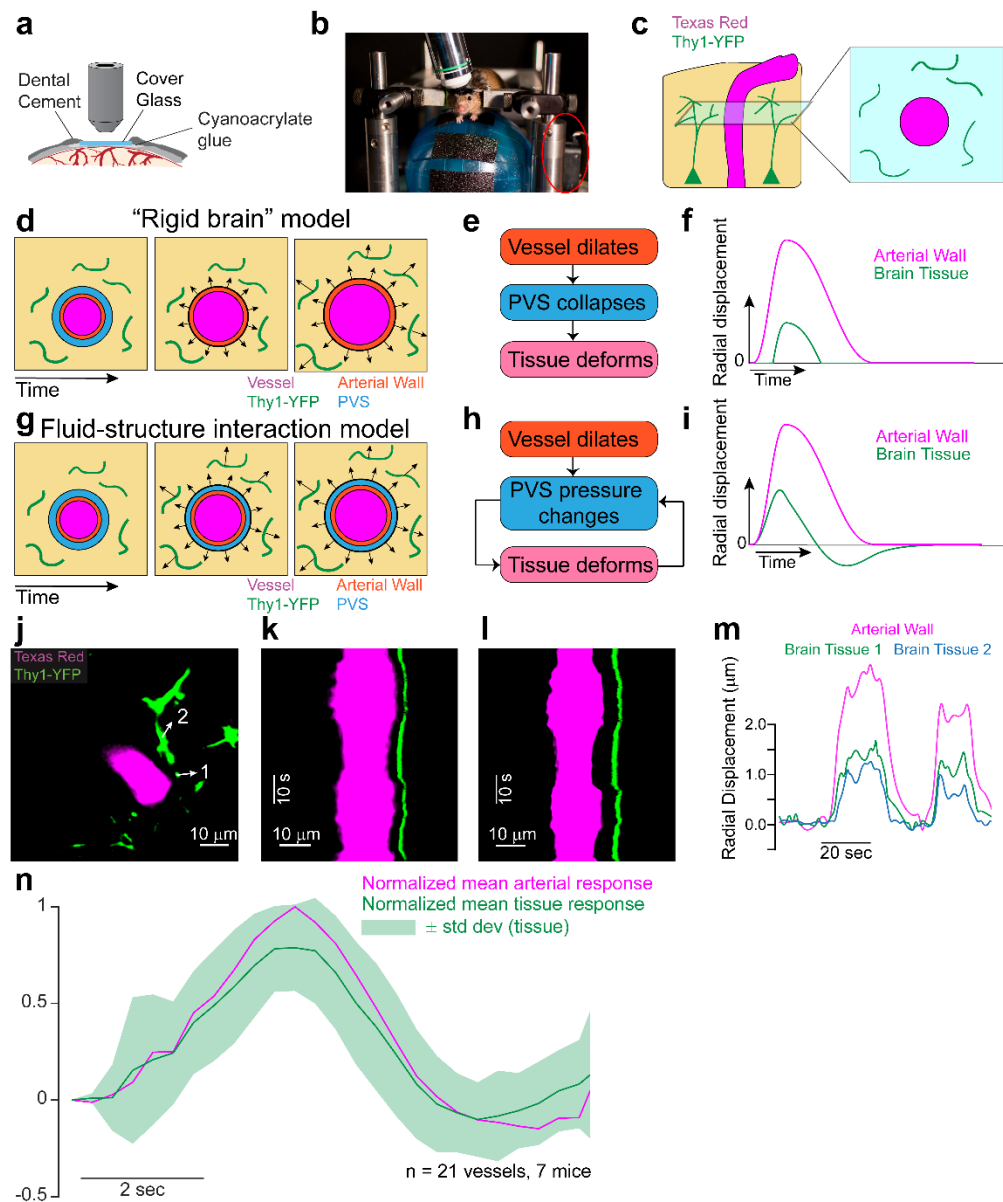 a
Dental
Cement
Cover
Glass
Cyanoacrylate
glue
b
c
Texas Red
Thy1-YFP
d
"Rigid brain" model
Time
Vessel
Thy1-YFP
Arterial Wall
PVS
e
Vessel dilates
PVS collapses
Tissue deforms
f
Radial displacement
0
Time
Arterial Wall
Brain Tissue
g
Fluid-structure interaction model
Time
Vessel
Thy1-YFP
Arterial Wall
PVS
h
Vessel dilates
PVS pressure
changes
Tissue deforms
i
Radial displacement
0
Time
Arterial Wall
Brain Tissue
j
Texas Red
Thy1-YFP
2
1
10 μm
k
10 s
10 μm
l
10 s
10 μm
m
Arterial Wall
Brain Tissue 1 Brain Tissue 2
Radial Displacement (μm)
2.0
1.0
0.0
20 sec
n
Normalized mean arterial response
Normalized mean tissue response
± std dev (tissue)
1
0.5
0
-0.5
2 sec
n = 21 vessels, 7 mice